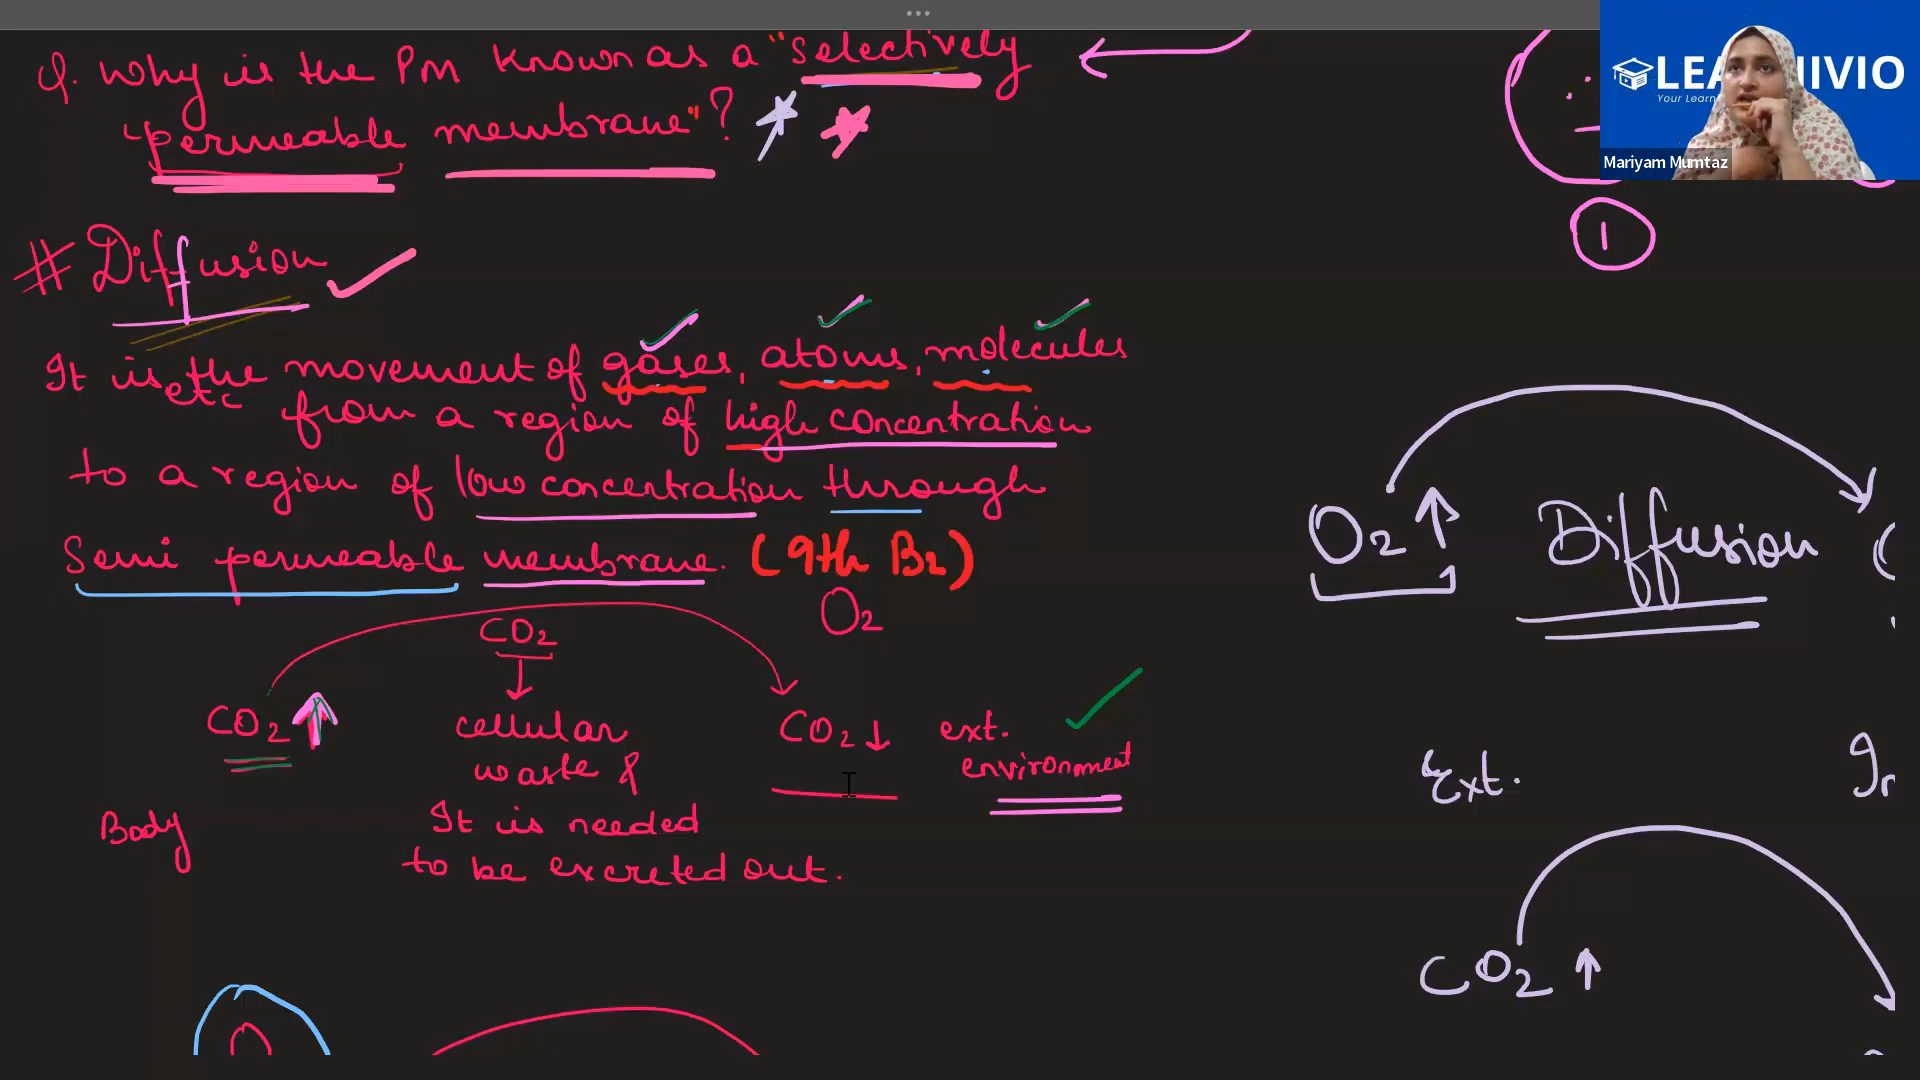 Q. Why is the PM known as a "selectively
permeable membrane"?
# Diffusion
It is the movement of gases, atoms, molecules
etc from a region of high concentration
to a region of low concentration through
Semi permeable membrane. (9th B2)
O2
CO2
CO2 ↑ cellular CO2 ↓ ext.
waste & environment
Body It is needed
to be excreted out.
1
O2 ↑ Diffusion
Ext.
CO2 ↑
Your Learn
Mariyam Mumtaz